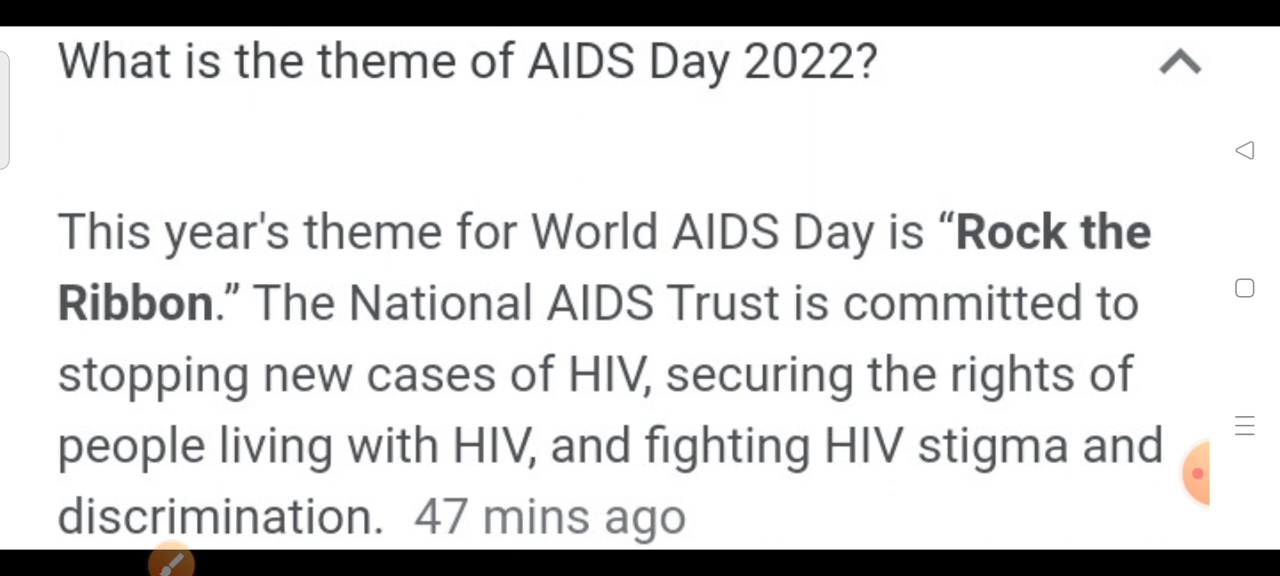 What is the theme of AIDS Day 2022?
This year's theme for World AIDS Day is “Rock the
Ribbon.” The National AIDS Trust is committed to
stopping new cases of HIV, securing the rights of
people living with HIV, and fighting HIV stigma and
discrimination. 47 mins ago